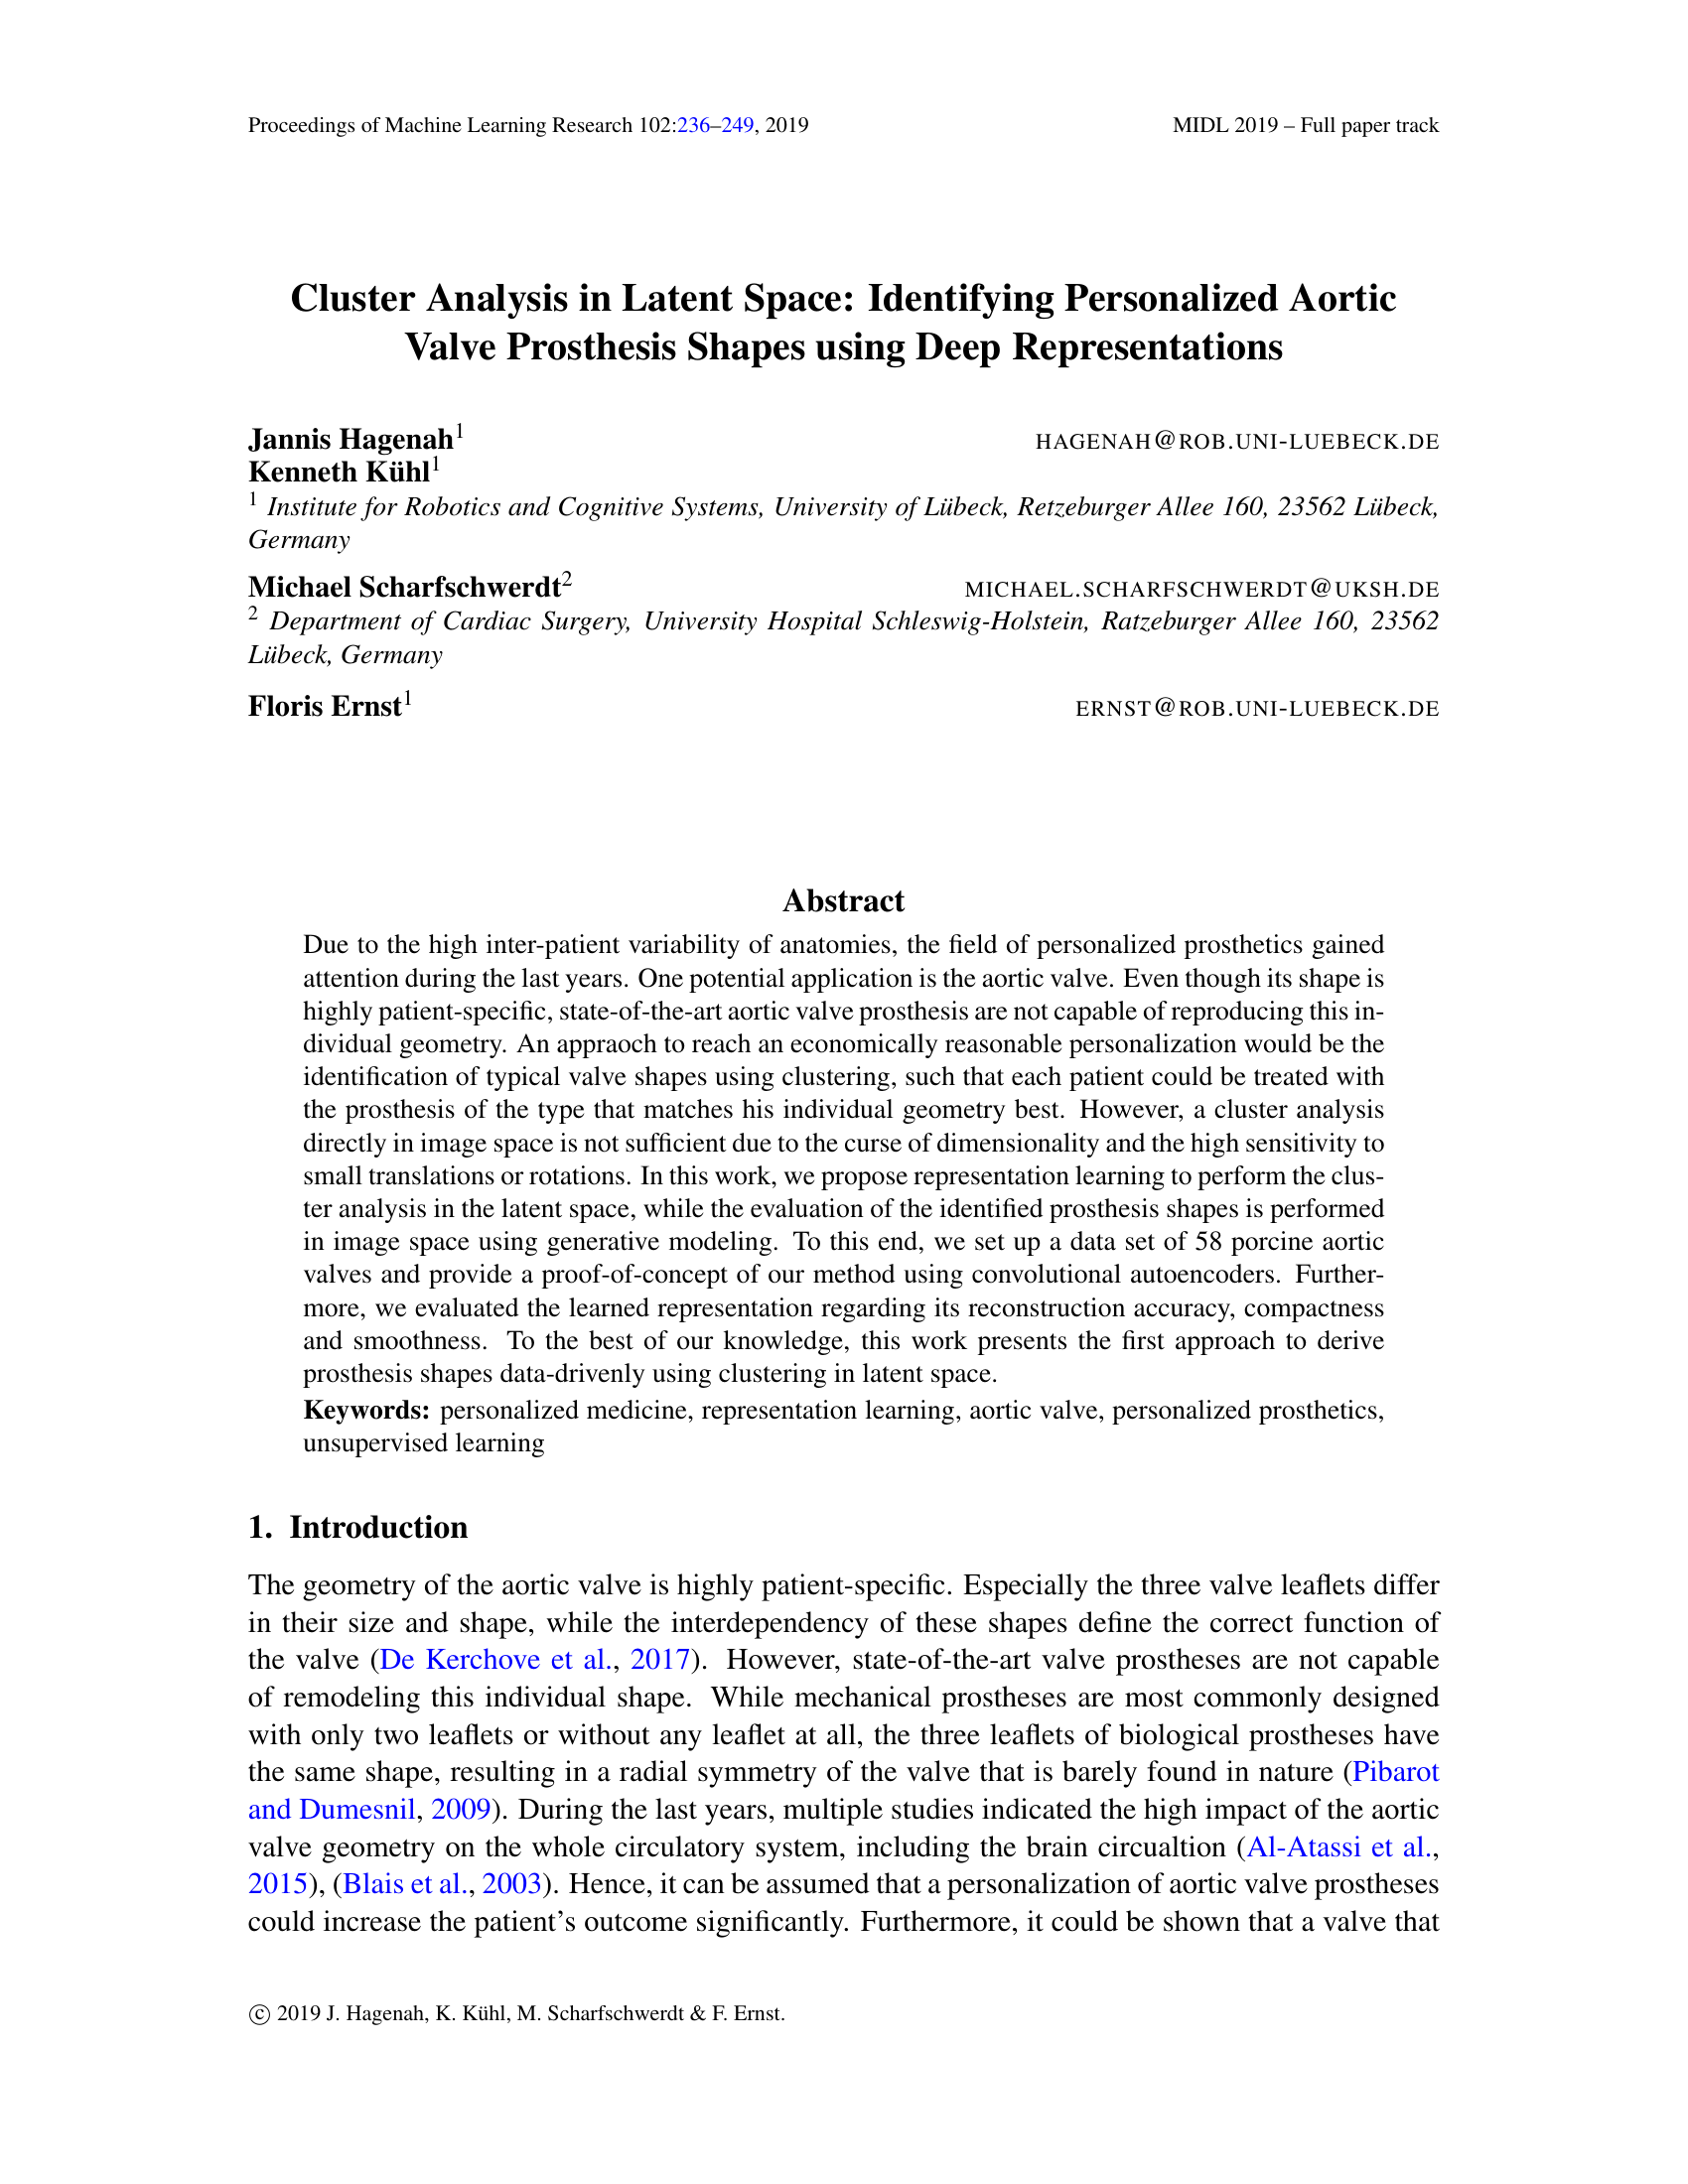 Proceedings of Machine Learning Research 102:236–249, 2019 MIDL 2019 – Full paper track
Cluster Analysis in Latent Space: Identifying Personalized Aortic
Valve Prosthesis Shapes using Deep Representations
Jannis Hagenah1 HAGENAH@ROB.UNI-LUEBECK.DE
Kenneth Kühl1
1 Institute for Robotics and Cognitive Systems, University of Lübeck, Retzeburger Allee 160, 23562 Lübeck,
Germany
Michael Scharfschwerdt2 MICHAEL.SCHARFSCHWERDT@UKSH.DE
2 Department of Cardiac Surgery, University Hospital Schleswig-Holstein, Ratzeburger Allee 160, 23562
Lübeck, Germany
Floris Ernst1 ERNST@ROB.UNI-LUEBECK.DE
Abstract
Due to the high inter-patient variability of anatomies, the field of personalized prosthetics gained
attention during the last years. One potential application is the aortic valve. Even though its shape is
highly patient-specific, state-of-the-art aortic valve prosthesis are not capable of reproducing this in-
dividual geometry. An appraoch to reach an economically reasonable personalization would be the
identification of typical valve shapes using clustering, such that each patient could be treated with
the prosthesis of the type that matches his individual geometry best. However, a cluster analysis
directly in image space is not sufficient due to the curse of dimensionality and the high sensitivity to
small translations or rotations. In this work, we propose representation learning to perform the clus-
ter analysis in the latent space, while the evaluation of the identified prosthesis shapes is performed
in image space using generative modeling. To this end, we set up a data set of 58 porcine aortic
valves and provide a proof-of-concept of our method using convolutional autoencoders. Further-
more, we evaluated the learned representation regarding its reconstruction accuracy, compactness
and smoothness. To the best of our knowledge, this work presents the first approach to derive
prosthesis shapes data-drivenly using clustering in latent space.
Keywords: personalized medicine, representation learning, aortic valve, personalized prosthetics,
unsupervised learning
1. Introduction
The geometry of the aortic valve is highly patient-specific. Especially the three valve leaflets differ
in their size and shape, while the interdependency of these shapes define the correct function of
the valve (De Kerchove et al., 2017). However, state-of-the-art valve prostheses are not capable
of remodeling this individual shape. While mechanical prostheses are most commonly designed
with only two leaflets or without any leaflet at all, the three leaflets of biological prostheses have
the same shape, resulting in a radial symmetry of the valve that is barely found in nature (Pibarot
and Dumesnil, 2009). During the last years, multiple studies indicated the high impact of the aortic
valve geometry on the whole circulatory system, including the brain circualtion (Al-Atassi et al.,
2015), (Blais et al., 2003). Hence, it can be assumed that a personalization of aortic valve prostheses
could increase the patient's outcome significantly. Furthermore, it could be shown that a valve that
© 2019 J. Hagenah, K. Kühl, M. Scharfschwerdt & F. Ernst.